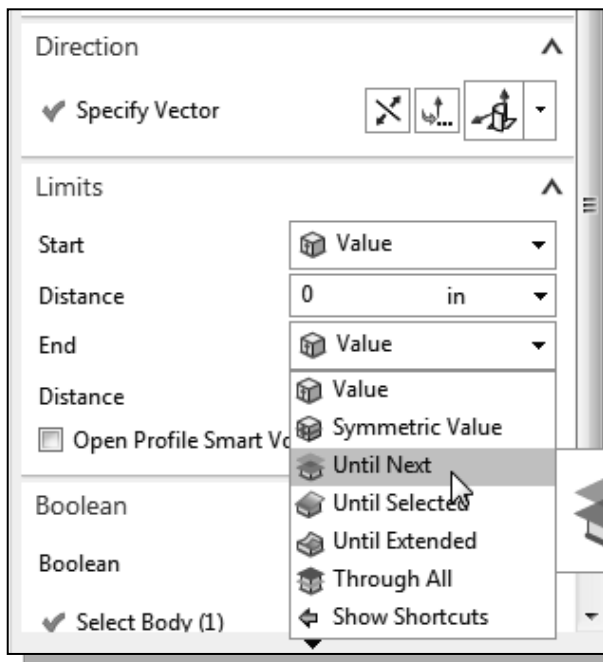 Direction
Specify Vector
Limits
Start Value
Distance 0 in
End Value
Distance Value
Symmetric Value
Open Profile Smart Vo
Until Next
Until Selected
Boolean
Until Extended
Boolean
Through All
Select Body (1) Show Shortcuts